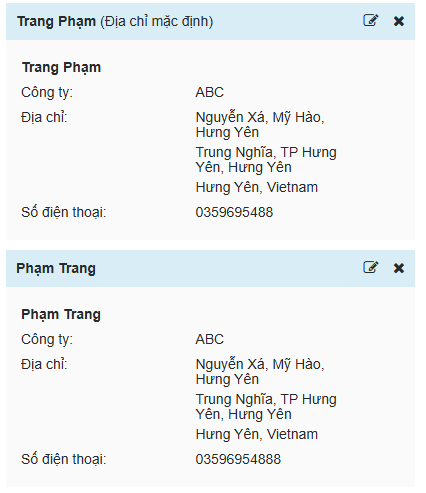 Trang Phạm (Địa chỉ mặc định)
Trang Phạm
Công ty: ABC
Địa chỉ: Nguyễn Xá, Mỹ Hào,
Hưng Yên
Trung Nghĩa, TP Hưng
Yên, Hưng Yên
Hưng Yên, Vietnam
Số điện thoại: 0359695488
Phạm Trang
Phạm Trang
Công ty: ABC
Địa chỉ: Nguyễn Xá, Mỹ Hào,
Hưng Yên
Trung Nghĩa, TP Hưng
Yên, Hưng Yên
Hưng Yên, Vietnam
Số điện thoại: 03596954888